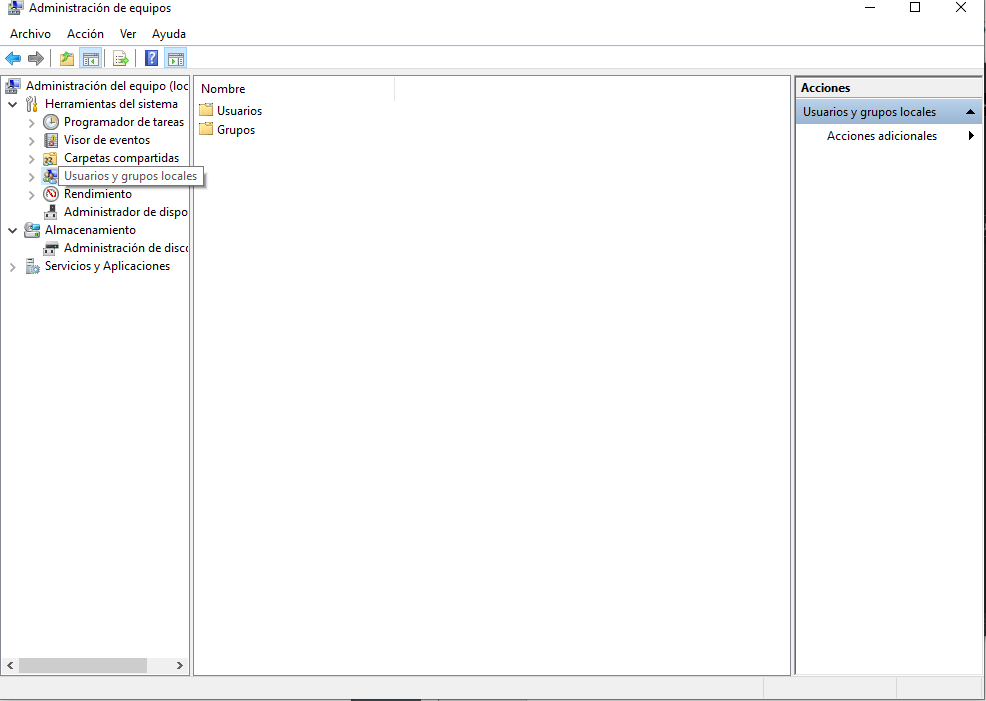 Administración de equipos
Archivo Acción Ver Ayuda
Administración del equipo (loc
Herramientas del sistema
Programador de tareas
Visor de eventos
Carpetas compartidas
Usuarios y grupos locales
Rendimiento
Administrador de dispo
Almacenamiento
Administración de disc
Servicios y Aplicaciones
Nombre
Usuarios
Grupos
Acciones
Usuarios y grupos locales
Acciones adicionales